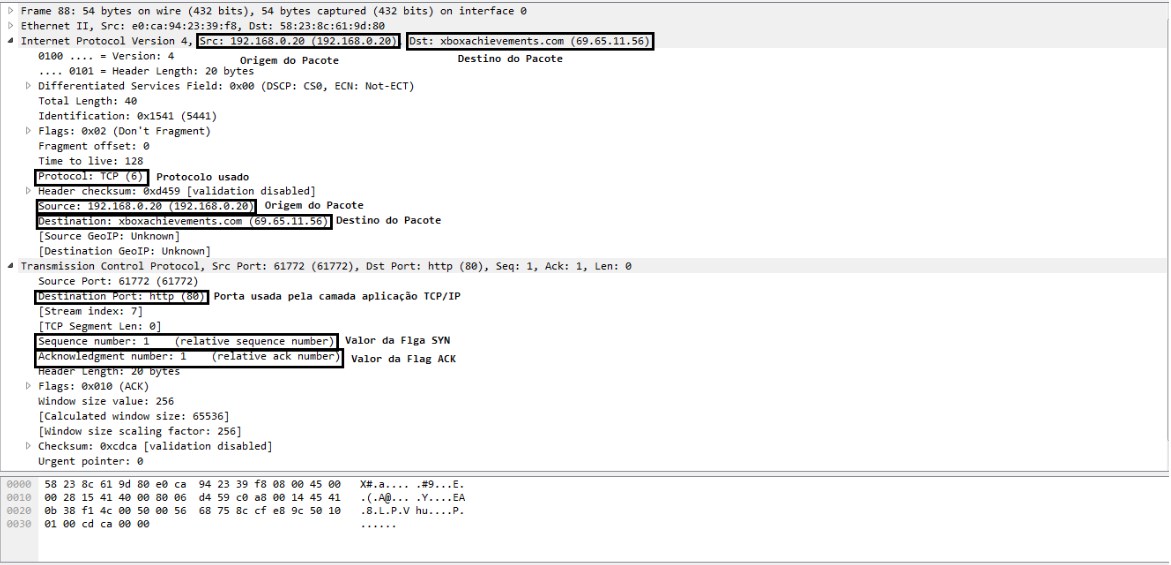 Frame 88: 54 bytes on wire (432 bits), 54 bytes captured (432 bits) on interface 0
Ethernet II, Src: e0:ca:94:23:39:f8, Dst: 58:23:8c:61:9d:80
Internet Protocol Version 4, Src: 192.168.0.20 (192.168.0.20), Dst: xboxachievements.com (69.65.11.56)
0100 .... = Version: 4 Origem do Pacote Destino do Pacote
.... 0101 = Header Length: 20 bytes
Differentiated Services Field: 0x00 (DSCP: CS0, ECN: Not-ECT)
Total Length: 40
Identification: 0x1541 (5441)
Flags: 0x02 (Don't Fragment)
Fragment offset: 0
Time to live: 128
Protocol: TCP (6) Protocolo usado
Header checksum: 0xd459 [validation disabled]
Source: 192.168.0.20 (192.168.0.20) Origem do Pacote
Destination: xboxachievements.com (69.65.11.56) Destino do Pacote
[Source GeoIP: Unknown]
[Destination GeoIP: Unknown]
Transmission Control Protocol, Src Port: 61772 (61772), Dst Port: http (80), Seq: 1, Ack: 1, Len: 0
Source Port: 61772 (61772)
Destination Port: http (80) Porta usada pela camada aplicação TCP/IP
[Stream index: 7]
[TCP Segment Len: 0]
Sequence number: 1 (relative sequence number) Valor da Flga SYN
Acknowledgment number: 1 (relative ack number) Valor da Flag ACK
Header Length: 20 bytes
Flags: 0x010 (ACK)
Window size value: 256
[Calculated window size: 65536]
[Window size scaling factor: 256]
Checksum: 0xcdca [validation disabled]
Urgent pointer: 0
0000 58 23 8c 61 9d 80 e0 ca 94 23 39 f8 08 00 45 00 X#.a.... .#9...E.
0010 00 28 15 41 40 00 80 06 d4 59 c0 a8 00 14 45 41 .(.A@... .Y....EA
0020 0b 38 f1 4c 00 50 00 56 68 75 8c cf e8 9c 50 10 .8.L.P.V hu....P.
0030 01 00 cd ca 00 00 ......